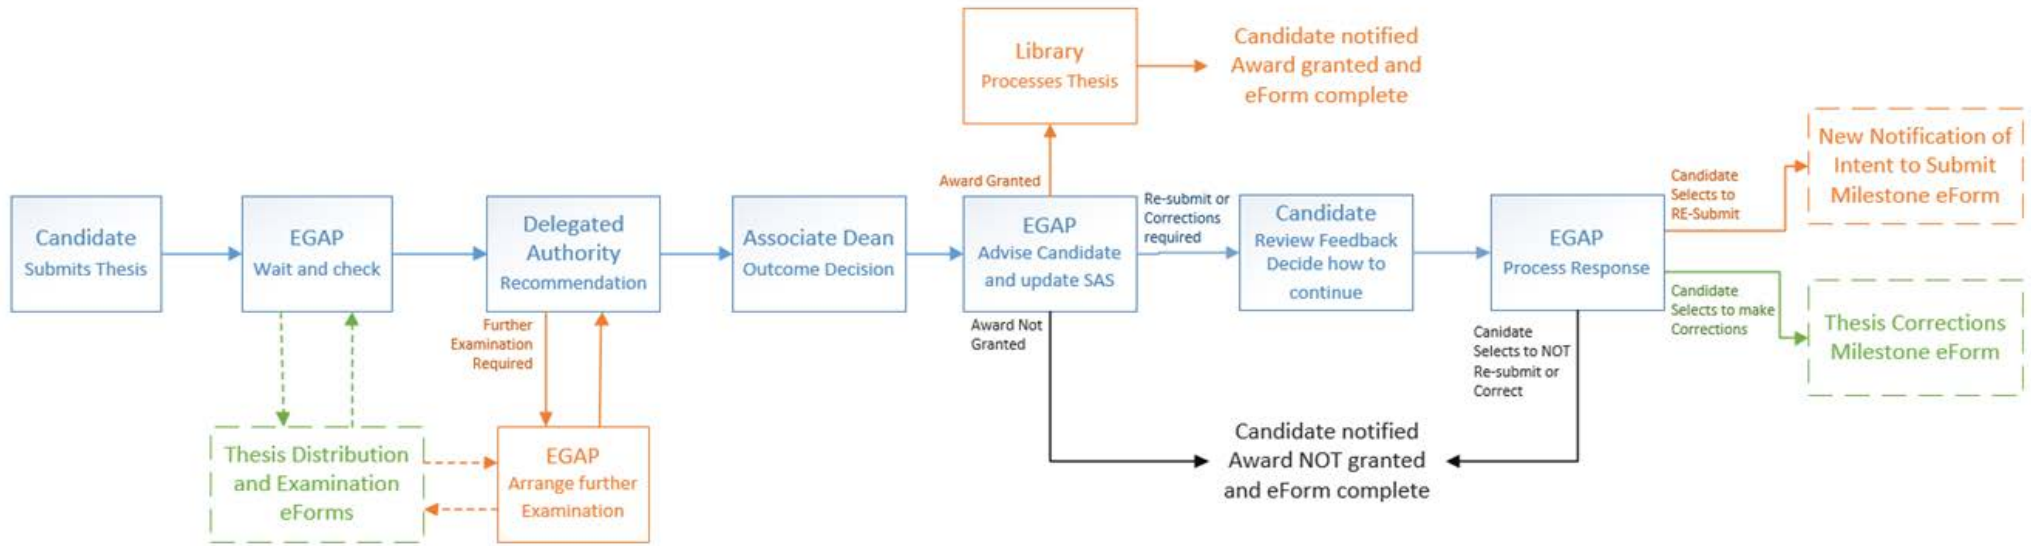 Library
Processes Thesis
Candidate notified
Award granted and
eForm complete
New Notification of
Intent to Submit
Milestone eForm
Candidate
Selects to
RE-Submit
Award Granted
Candidate
Submits Thesis
EGAP
Wait and check
Delegated
Authority
Recommendation
Associate Dean
Outcome Decision
EGAP
Advise Candidate
and update SAS
Re-submit or
Corrections
required
Candidate
Review Feedback
Decide how to
continue
EGAP
Process Response
Candidate
Selects to make
Corrections
Thesis Corrections
Milestone eForm
Further
Examination
Required
Award Not
Granted
Canidate
Selects to NOT
Re-submit or
Correct
Thesis Distribution
and Examination
eForms
EGAP
Arrange further
Examination
Candidate notified
Award NOT granted
and eForm complete